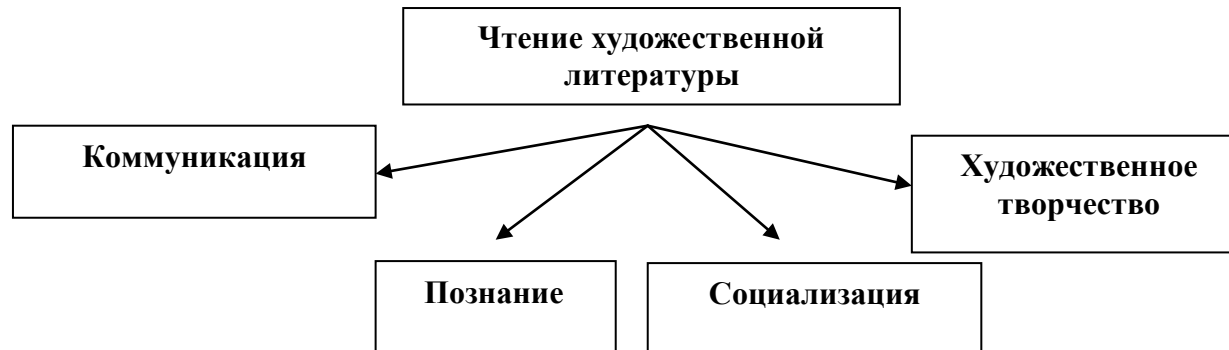 Чтение художественной
литературы
Коммуникация
Художественное
творчество
Познание
Социализация